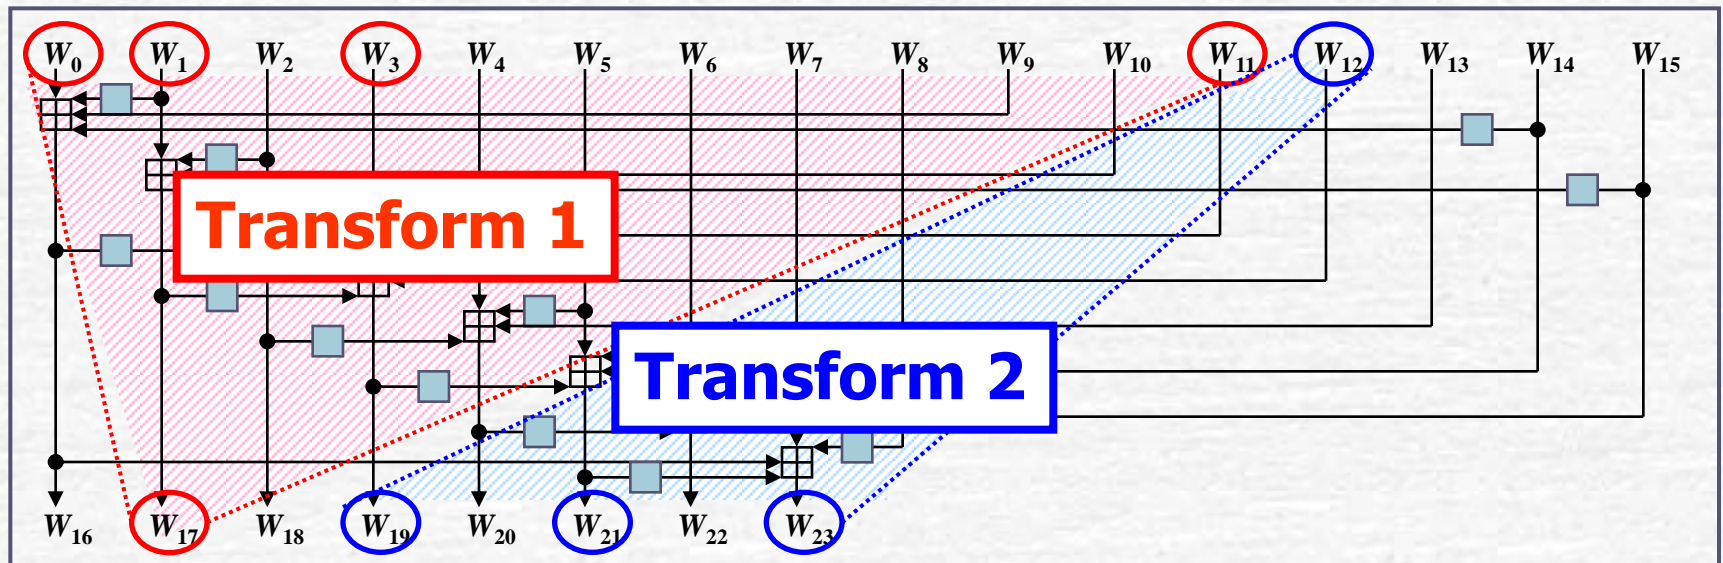 W0 W1 W2 W3 W4 W5 W6 W7 W8 W9 W10 W11 W12 W13 W14 W15
Transform 1
Transform 2
W16 W17 W18 W19 W20 W21 W22 W23